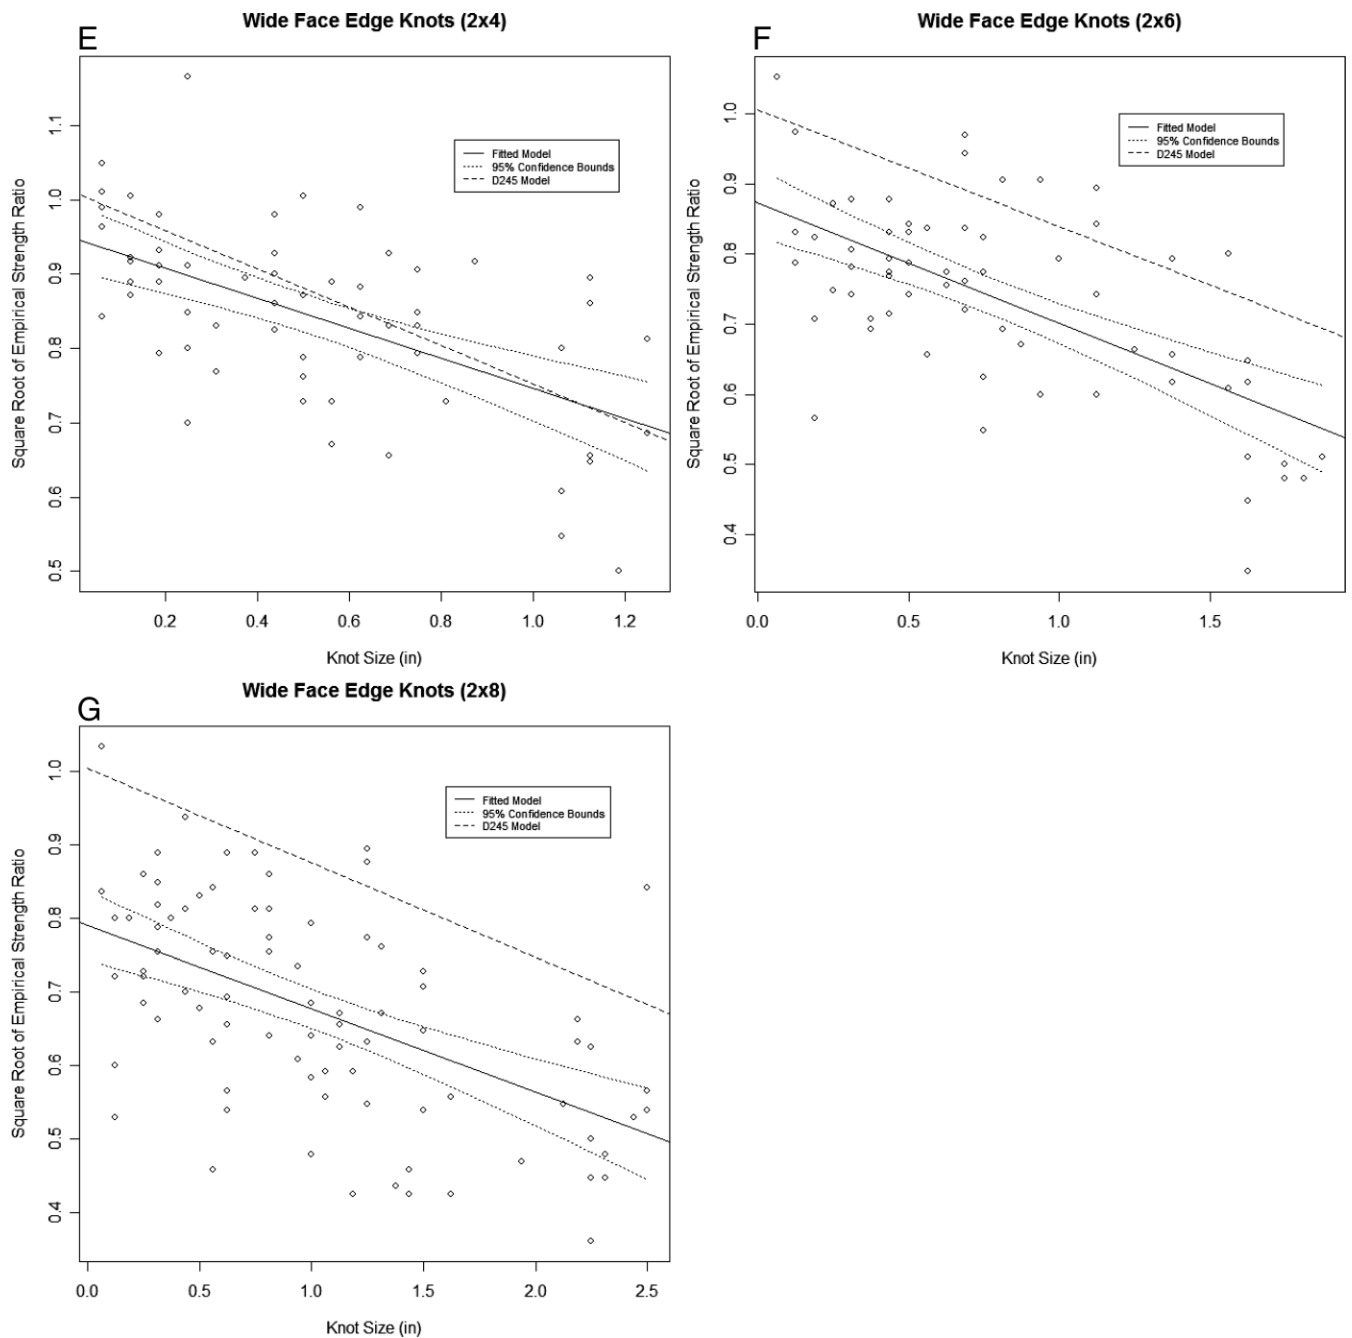 E
Wide Face Edge Knots (2x4)
Square Root of Empirical Strength Ratio
1.1
1.0
0.9
0.8
0.7
0.6
0.5
Fitted Model
95% Confidence Bounds
D245 Model
0.2 0.4 0.6 0.8 1.0 1.2
Knot Size (in)
F
Wide Face Edge Knots (2x6)
Square Root of Empirical Strength Ratio
1.0
0.9
0.8
0.7
0.6
0.5
0.4
Fitted Model
95% Confidence Bounds
D245 Model
0.0 0.5 1.0 1.5
Knot Size (in)
G
Wide Face Edge Knots (2x8)
Square Root of Empirical Strength Ratio
1.0
0.9
0.8
0.7
0.6
0.5
0.4
Fitted Model
95% Confidence Bounds
D245 Model
0.0 0.5 1.0 1.5 2.0 2.5
Knot Size (in)